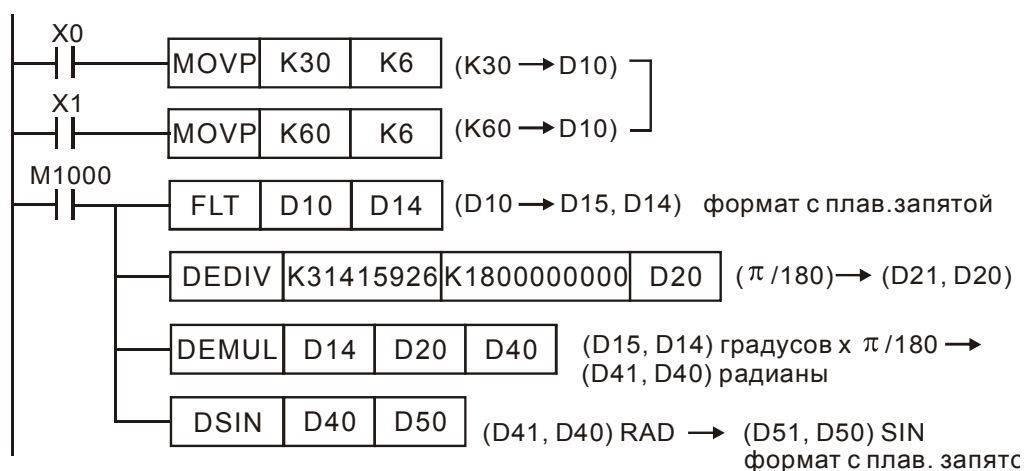 X0
MOVP K30 K6 (K30 → D10)
X1
MOVP K60 K6 (K60 → D10)
M1000
FLT D10 D14 (D10 → D15, D14) формат с плав.запятой
DEDIV K31415926 K1800000000 D20 (π/180) → (D21, D20)
DEMUL D14 D20 D40 (D15, D14) градусов x π/180 →
(D41, D40) радианы
DSIN D40 D50 (D41, D40) RAD → (D51, D50) SIN
формат с плав. запято